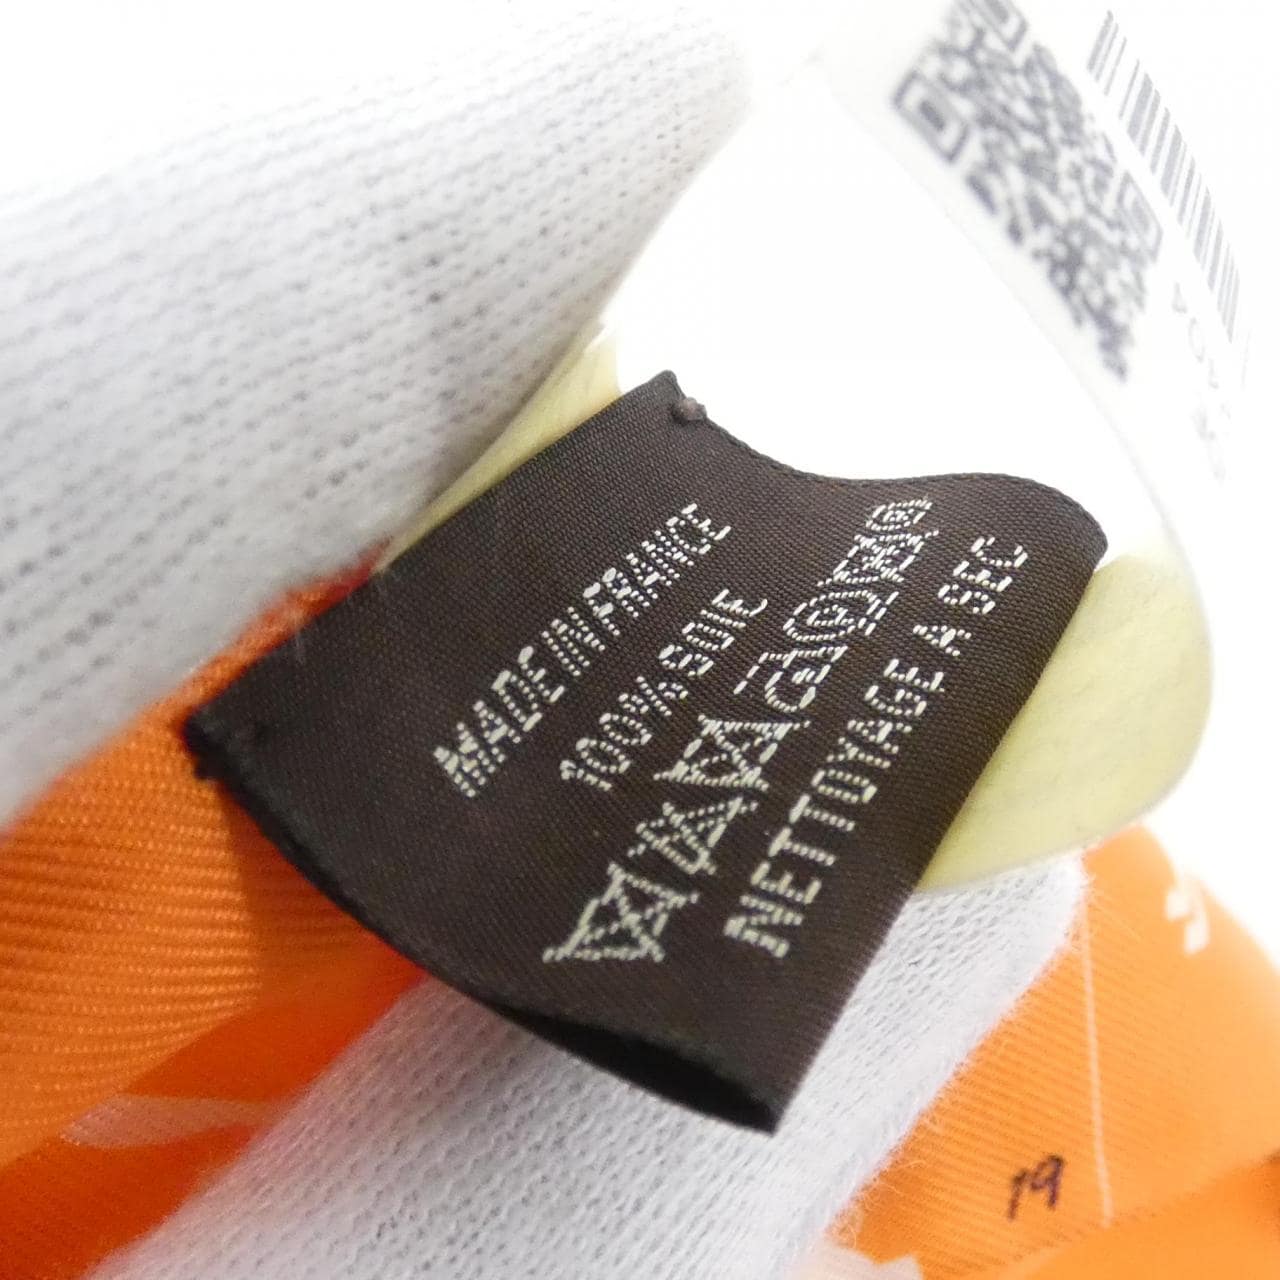 MADE IN FRANCE
100% SOIE
NETTOYAGE A SEC
19